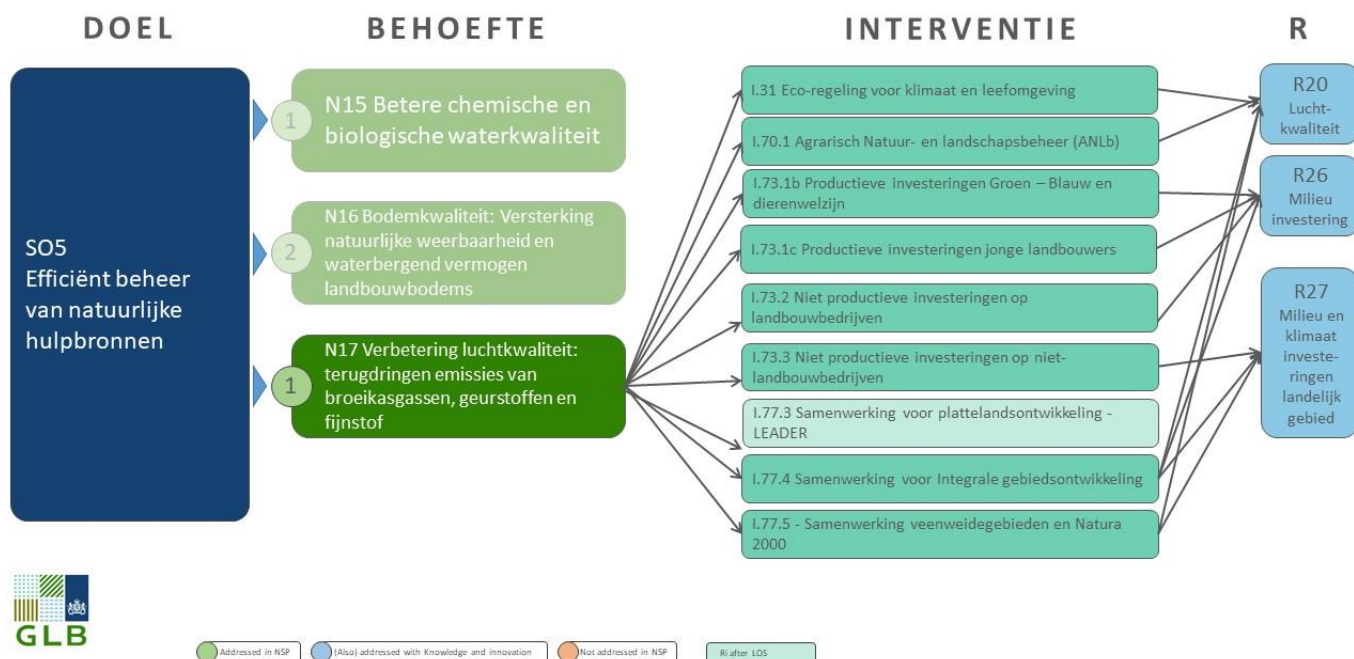 DOEL
BEHOEFTE
INTERVENTIE
R
SO5
Efficiënt beheer
van natuurlijke
hulpbronnen
1
N15 Betere chemische en
biologische waterkwaliteit
2
N16 Bodemkwaliteit: Versterking
natuurlijke weerbaarheid en
waterbergend vermogen
landbouwbodems
1
N17 Verbetering luchtkwaliteit:
terugdringen emissies van
broeikasgassen, geurstoffen en
fijnstof
I.31 Eco-regeling voor klimaat en leefomgeving
I.70.1 Agrarisch Natuur- en landschapsbeheer (ANLb)
I.73.1b Productieve investeringen Groen – Blauw en
dierenwelzijn
I.73.1c Productieve investeringen jonge landbouwers
I.73.2 Niet productieve investeringen op
landbouwbedrijven
I.73.3 Niet productieve investeringen op niet-
landbouwbedrijven
I.77.3 Samenwerking voor plattelandsontwikkeling -
LEADER
I.77.4 Samenwerking voor Integrale gebiedsontwikkeling
I.77.5 - Samenwerking veenweidegebieden en Natura
2000
R20
Lucht-
kwaliteit
R26
Milieu
investering
R27
Milieu en
klimaat
investe-
ringen
landelijk
gebied
GLB
Addressed in NSP
(Also) addressed with Knowledge and innovation
Not addressed in NSP
Ri after LOS